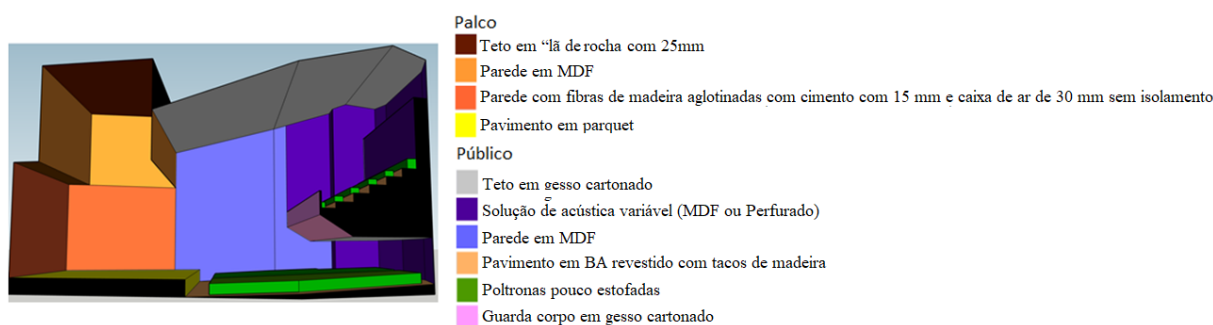 Palco
Teto em “lã de rocha com 25mm
Parede em MDF
Parede com fibras de madeira aglotinadas com cimento com 15 mm e caixa de ar de 30 mm sem isolamento
Pavimento em parquet
Público
Teto em gesso cartonado
Solução de acústica variável (MDF ou Perfurado)
Parede em MDF
Pavimento em BA revestido com tacos de madeira
Poltronas pouco estofadas
Guarda corpo em gesso cartonado